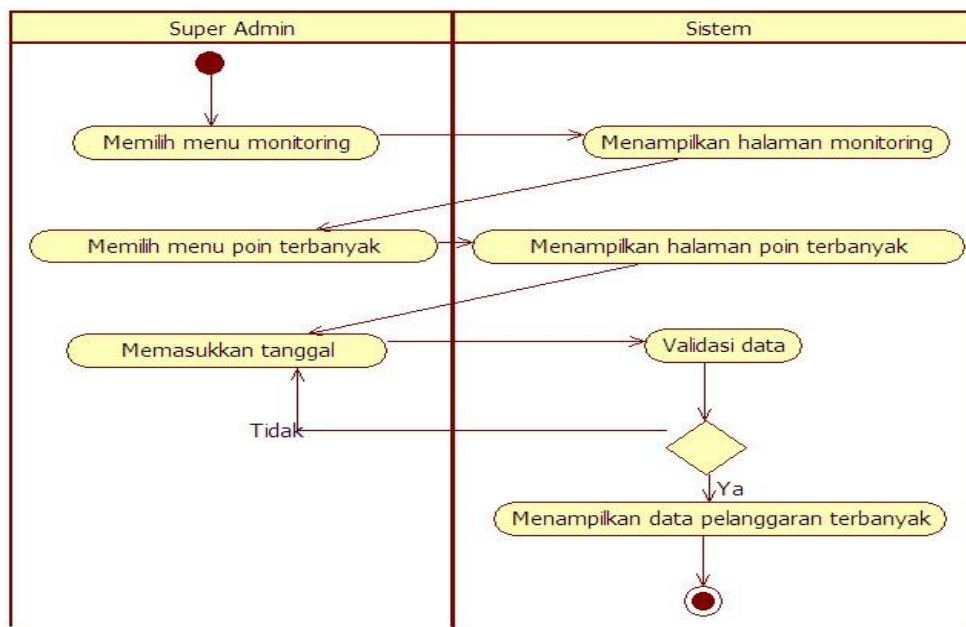 Super Admin
Sistem
Memilih menu monitoring
Menampilkan halaman monitoring
Memilih menu poin terbanyak
Menampilkan halaman poin terbanyak
Memasukkan tanggal
Validasi data
Tidak
Ya
Menampilkan data pelanggaran terbanyak